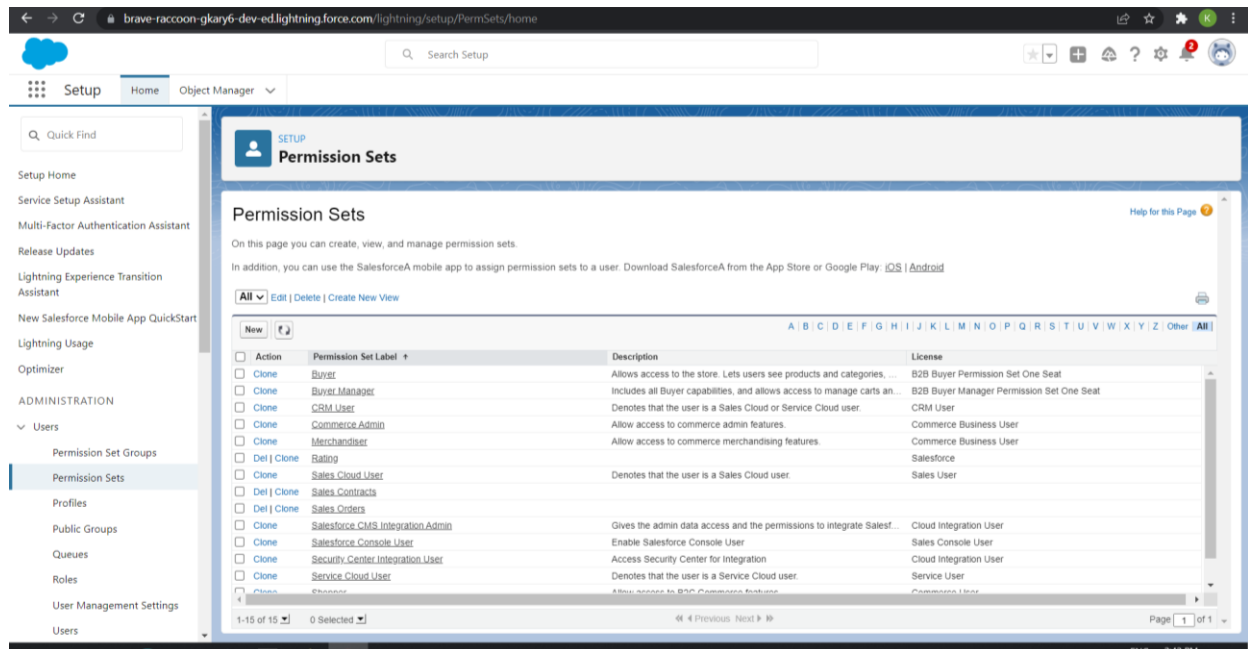 brave-raccoon-gkary6-dev-ed.lightning.force.com/lightning/setup/PermSets/home
K
Search Setup
2
Setup Home Object Manager
Quick Find
Setup Home
Service Setup Assistant
Multi-Factor Authentication Assistant
Release Updates
Lightning Experience Transition
Assistant
New Salesforce Mobile App QuickStart
Lightning Usage
Optimizer
ADMINISTRATION
Users
Permission Set Groups
Permission Sets
Profiles
Public Groups
Queues
Roles
User Management Settings
Users
SETUP
Permission Sets
Permission Sets
Help for this Page ?
On this page you can create, view, and manage permission sets.
In addition, you can use the SalesforceA mobile app to assign permission sets to a user. Download SalesforceA from the App Store or Google Play: iOS | Android
All Edit | Delete | Create New View
New A | B | C | D | E | F | G | H | I | J | K | L | M | N | O | P | Q | R | S | T | U | V | W | X | Y | Z | Other All
Action Permission Set Label ↑ Description License
Clone Buyer Allows access to the store. Lets users see products and categories, ... B2B Buyer Permission Set One Seat
Clone Buyer Manager Includes all Buyer capabilities, and allows access to manage carts an... B2B Buyer Manager Permission Set One Seat
Clone CRM User Denotes that the user is a Sales Cloud or Service Cloud user. CRM User
Clone Commerce Admin Allow access to commerce admin features. Commerce Business User
Clone Merchandiser Allow access to commerce merchandising features. Commerce Business User
Del | Clone Rating Salesforce
Clone Sales Cloud User Denotes that the user is a Sales Cloud user. Sales User
Del | Clone Sales Contracts
Del | Clone Sales Orders
Clone Salesforce CMS Integration Admin Gives the admin data access and the permissions to integrate Salesf... Cloud Integration User
Clone Salesforce Console User Enable Salesforce Console User Sales Console User
Clone Security Center Integration User Access Security Center for Integration Cloud Integration User
Clone Service Cloud User Denotes that the user is a Service Cloud user. Service User
Clone Shopper Allow access to B2C Commerce features Commerce User
1-15 of 15 0 Selected Previous Next Page 1 of 1